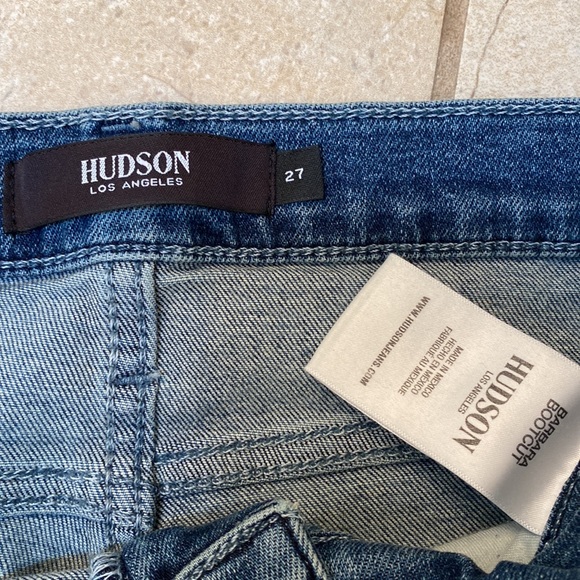 HUDSON
LOS ANGELES
27
BARBARA
BOOTCUT
HUDSON
LOS ANGELES
MADE IN MEXICO
HECHO EN MÉXICO
FABRIQUÉ AU MEXIQUE
WWW.HUDSONJEANS.COM